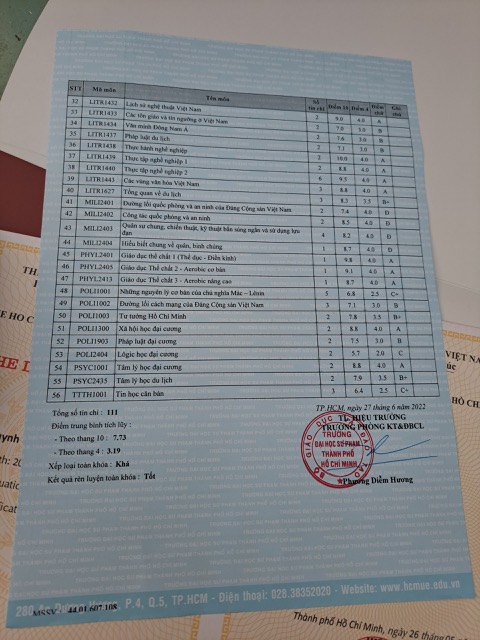 STT Mã môn Tên môn Số tín chỉ Điểm 10 Điểm 4 Điểm chữ Ghi chú
32 LITR1432 Lịch sử nghệ thuật Việt Nam 2 9.0 4.0 A
33 LITR1433 Các tôn giáo và tín ngưỡng ở Việt Nam 2 7.0 3.0 B
34 LITR1434 Văn minh Đông Nam Á 2 7.6 3.0 B
35 LITR1437 Pháp luật du lịch 2 7.1 3.0 B
36 LITR1438 Thực hành nghề nghiệp 2 10.0 4.0 A
37 LITR1439 Thực tập nghề nghiệp 1 2 8.8 4.0 A
38 LITR1440 Thực tập nghề nghiệp 2 6 9.5 4.0 A
39 LITR1443 Các vùng văn hóa Việt Nam 3 8.8 4.0 A
40 LITR1627 Tổng quan về du lịch 3 8.3 3.5 B+
41 MILI2401 Đường lối quốc phòng và an ninh của Đảng Cộng sản Việt Nam 2 7.4 4.0 Đ
42 MILI2402 Công tác quốc phòng và an ninh 2 8.5 4.0 Đ
43 MILI2403 Quân sự chung, chiến thuật, kỹ thuật bắn súng ngắn và sử dụng lựu đạn 4 8.2 4.0 Đ
44 MILI2404 Hiểu biết chung về quân, binh chủng 1 8.7 4.0 Đ
45 PHYL2401 Giáo dục thể chất 1 (Thể dục - Điền kinh) 1 9.8 4.0 A
46 PHYL2405 Giáo dục Thể chất 2 - Aerobic cơ bản 1 9.1 4.0 A
47 PHYL2413 Giáo dục Thể chất 3 - Aerobic nâng cao 1 8.7 4.0 A
48 POLI1001 Những nguyên lý cơ bản của chủ nghĩa Mác – Lênin 5 6.8 2.5 C+
49 POLI1002 Đường lối cách mạng của Đảng Cộng sản Việt Nam 3 7.1 3.0 B
50 POLI1003 Tư tưởng Hồ Chí Minh 2 7.8 3.5 B+
51 POLI1300 Xã hội học đại cương 2 8.8 4.0 A
52 POLI1903 Pháp luật đại cương 2 7.5 3.0 B
53 POLI2404 Lôgic học đại cương 2 5.7 2.0 C
54 PSYC1001 Tâm lý học đại cương 2 8.8 4.0 A
55 PSYC2435 Tâm lý học du lịch 2 7.9 3.5 B+
56 TTTH1001 Tin học căn bản 3 6.4 2.5 C+
Tổng số tín chỉ : 111
Điểm trung bình tích lũy :
- Theo thang 10 : 7.73
- Theo thang 4 : 3.19
Xếp loại toàn khóa : Khá
Kết quả rèn luyện toàn khóa : Tốt
TP.HCM, ngày 27 tháng 6 năm 2022
TL. HIỆU TRƯỞNG
TRƯỞNG PHÒNG KT&ĐBCL
BỘ GIÁO DỤC ĐÀO TẠO
TRƯỜNG
ĐẠI HỌC SƯ PHẠM
THÀNH PHỐ
HỒ CHÍ MINH
Phương Diễm Hương
MSSV: 44.01.607.108
P.4, Q.5, TP.HCM - Điện thoại: 028.38352020 - Website: www.hcmue.edu.vn
Thành phố Hồ Chí Minh, ngày 26 tháng